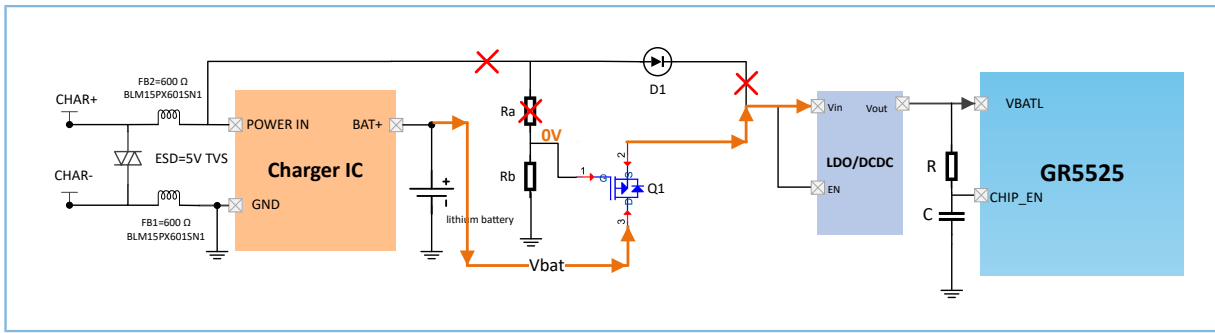 FB2=600 Ω
BLM15PX601SN1
CHAR+
POWER IN
BAT+
ESD=5V TVS
Charger IC
CHAR-
GND
FB1=600 Ω
BLM15PX601SN1
+
-
lithium battery
Vbat
Ra
0V
Rb
D1
1
2
3
G
S
D
Q1
Vin
Vout
LDO/DCDC
EN
R
C
VBATL
GR5525
CHIP_EN